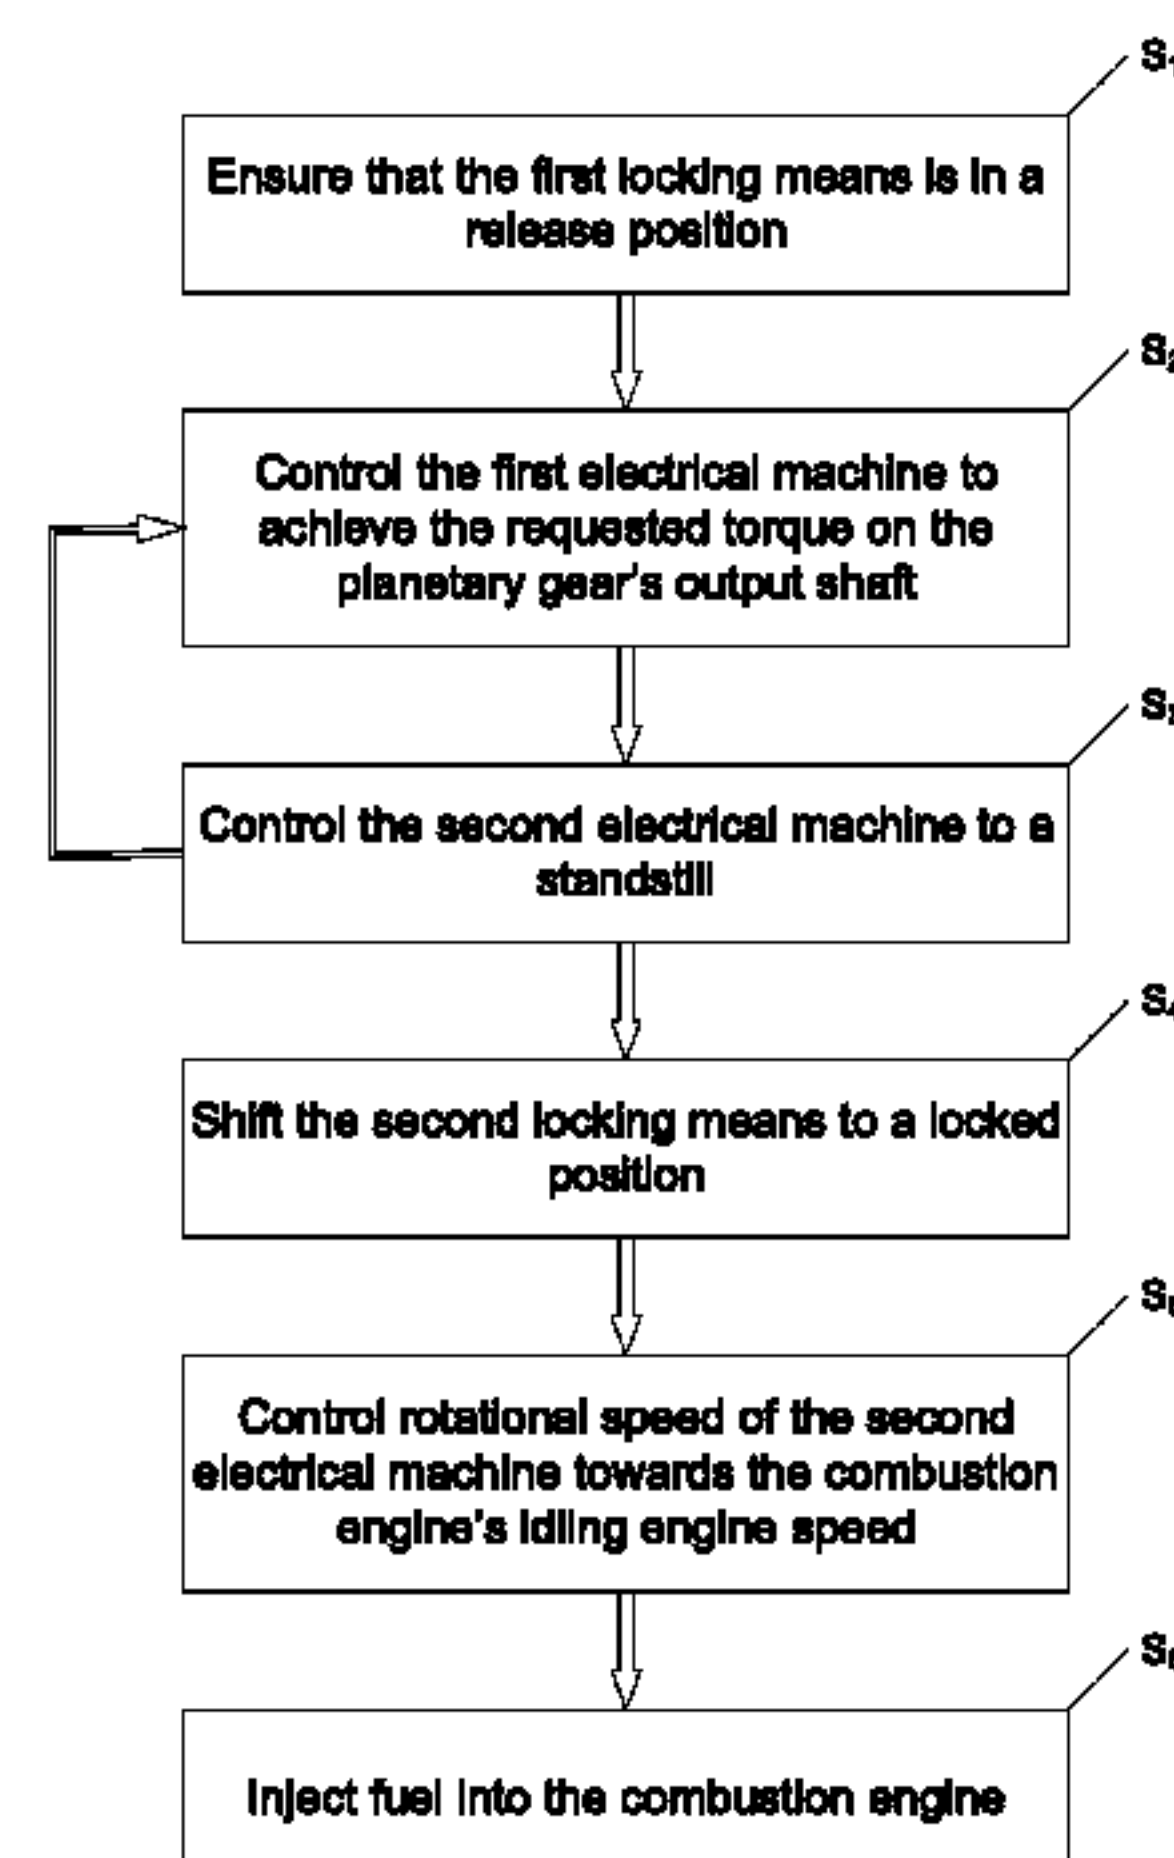 S₁
Ensure that the first locking means is in a
release position
S₂
Control the first electrical machine to
achieve the requested torque on the
planetary gear's output shaft
S
Control the second electrical machine to a
standstill
S₄
Shift the second locking means to a locked
position
S
Control rotational speed of the second
electrical machine towards the combustion
engine's idling engine speed
S
Inject fuel into the combustion engine